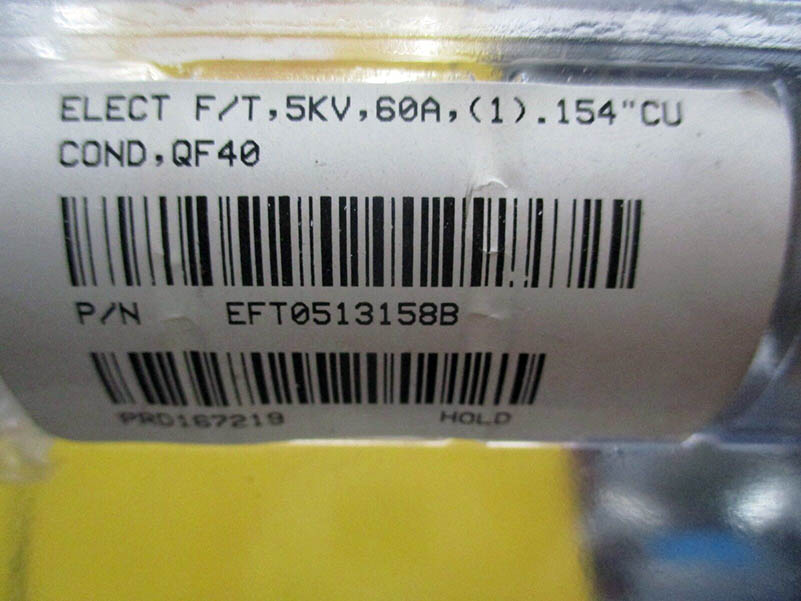 ELECT F/T,5KV,60A,(1).154"CU
COND,QF40
P/N EFT0513158B
PRD167219 HOLD